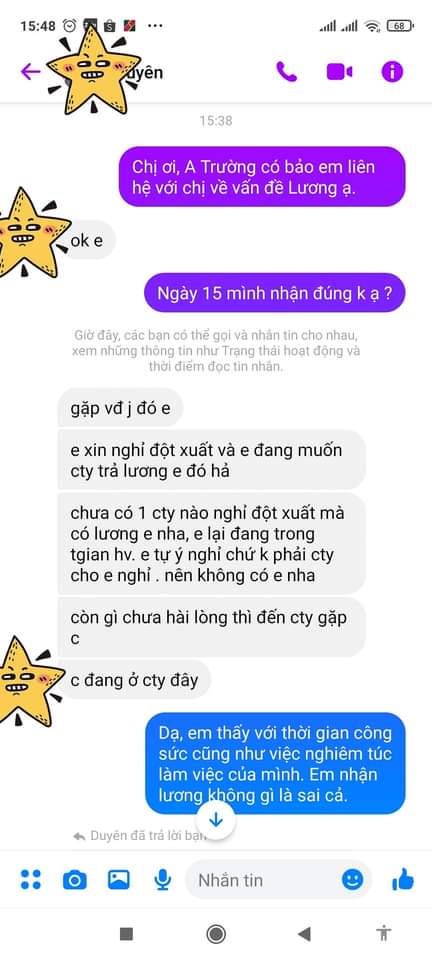 15:48
68
uyên
15:38
Chị ơi, A Trường có bảo em liên
hệ với chị về vấn đề Lương ạ.
ok e
Ngày 15 mình nhận đúng k ạ ?
Giờ đây, các bạn có thể gọi và nhắn tin cho nhau,
xem những thông tin như Trạng thái hoạt động và
thời điểm đọc tin nhắn.
gặp vđ j đó e
e xin nghỉ đột xuất và e đang muốn
cty trả lương e đó hả
chưa có 1 cty nào nghỉ đột xuất mà
có lương e nha, e lại đang trong
tgian hv. e tự ý nghỉ chứ k phải cty
cho e nghỉ . nên không có e nha
còn gì chưa hài lòng thì đến cty gặp
c
c đang ở cty đây
Dạ, em thấy với thời gian công
sức cũng như việc nghiêm túc
làm việc của mình. Em nhận
lương không gì là sai cả.
Duyên đã trả lời bạn
Nhắn tin